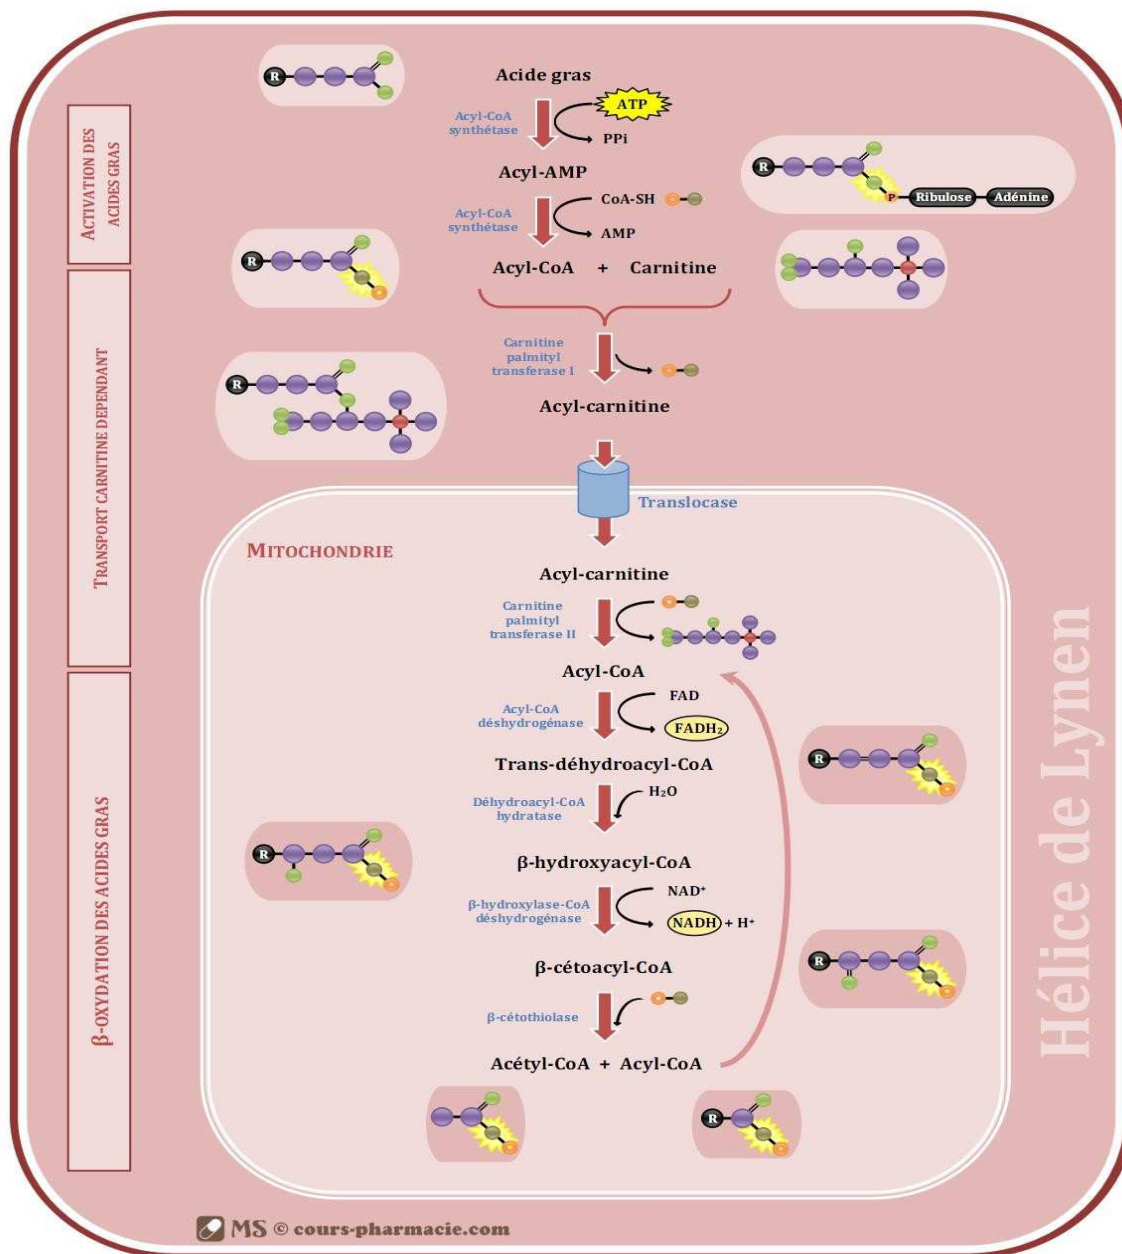 Acide gras
R
Acyl-CoA
synthétase
ATP
PPi
Acyl-AMP
R
P
Ribulose
Adénine
Acyl-CoA
synthétase
CoA-SH
AMP
R
Acyl-CoA + Carnitine
Carnitine
palmityl
transferase I
R
Acyl-carnitine
Translocase
MITOCHONDRIE
Acyl-carnitine
Carnitine
palmityl
transferase II
Acyl-CoA
Acyl-CoA
déshydrogénase
FAD
FADH₂
Trans-déhydroacyl-CoA
R
Déhydroacyl-CoA
hydratase
H₂O
R
β-hydroxyacyl-CoA
β-hydroxylase-CoA
déshydrogénase
NAD⁺
NADH + H⁺
β-cétoacyl-CoA
R
β-cétothiolase
Acétyl-CoA + Acyl-CoA
R
ACTIVATION DES
ACIDES GRAS
TRANSPORT CARNITINE DEPENDANT
β-OXYDATION DES ACIDES GRAS
Hélice de Lynen
MS © cours-pharmacie.com